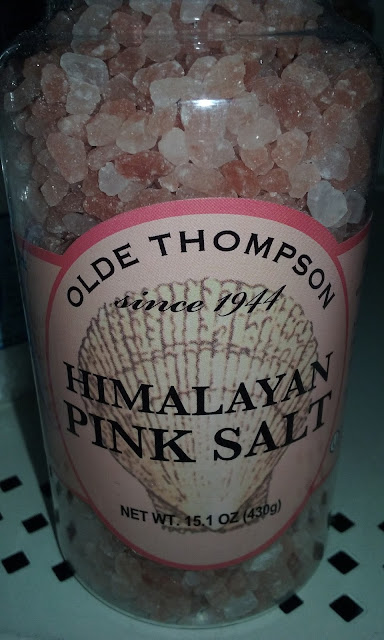 OLDE THOMPSON
since 1944
HIMALAYAN
PINK SALT
NET WT. 15.1 OZ (430g)